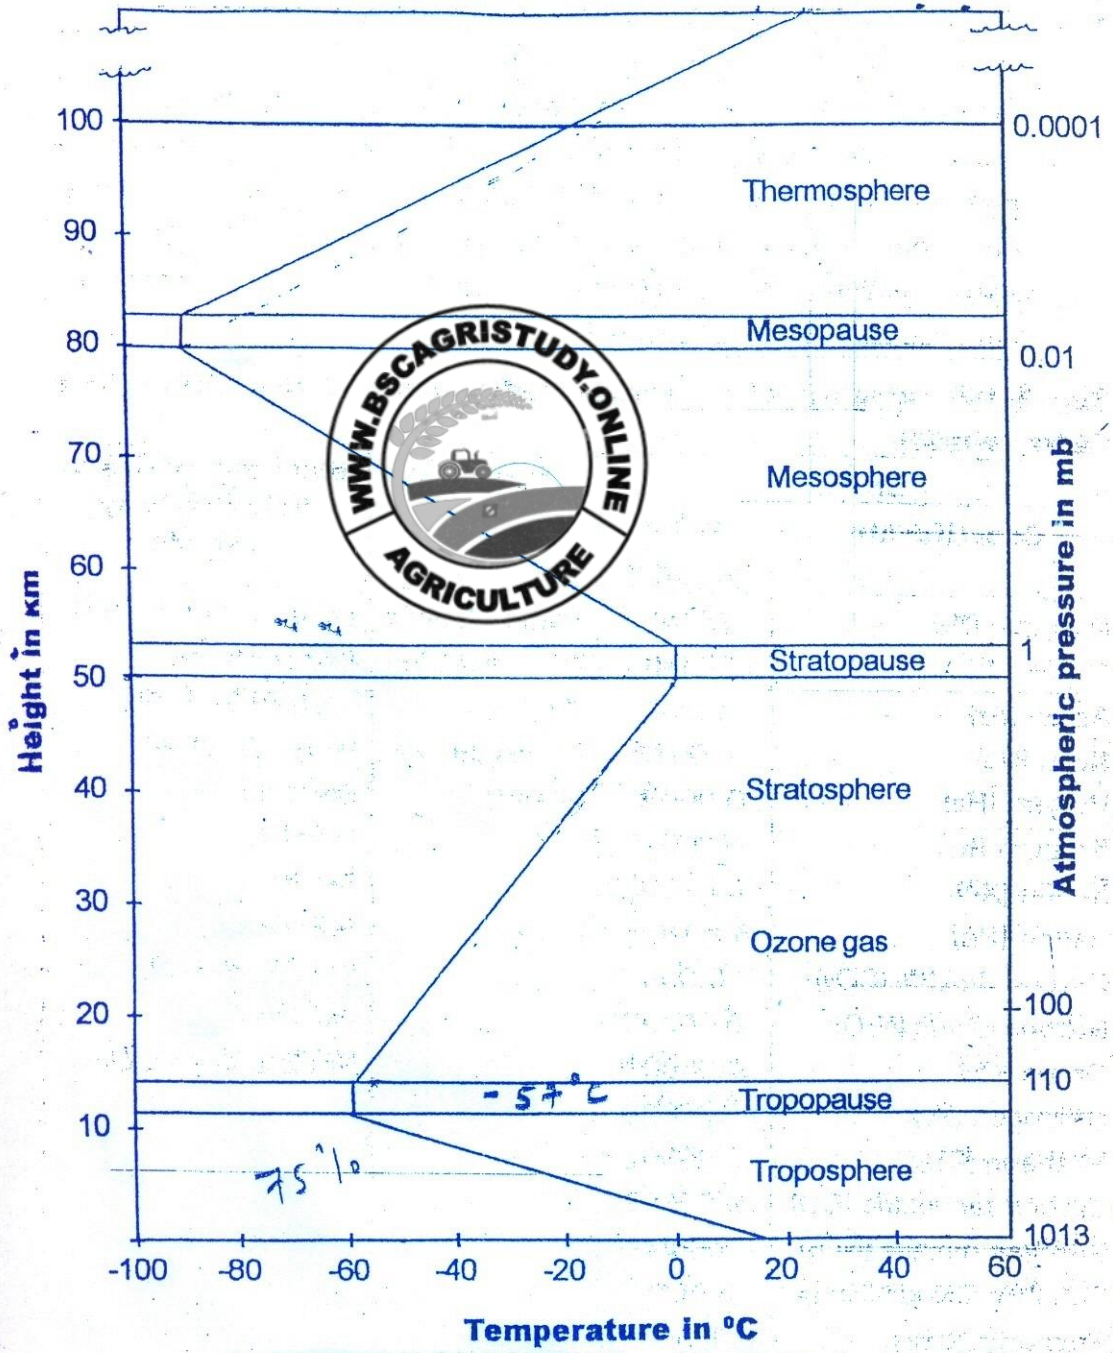 100
0.0001
Thermosphere
90
Mesopause
80
0.01
WWW.BSCAGRISTUDY.ONLINE
AGRICULTURE
70
Mesosphere
60
1
Stratopause
50
40
Stratosphere
30
Ozone gas
20
100
110
- 57°C
Tropopause
10
75%
Troposphere
1013
-100 -80 -60 -40 -20 0 20 40 60
Temperature in °C
Height in km
Atmospheric pressure in mb